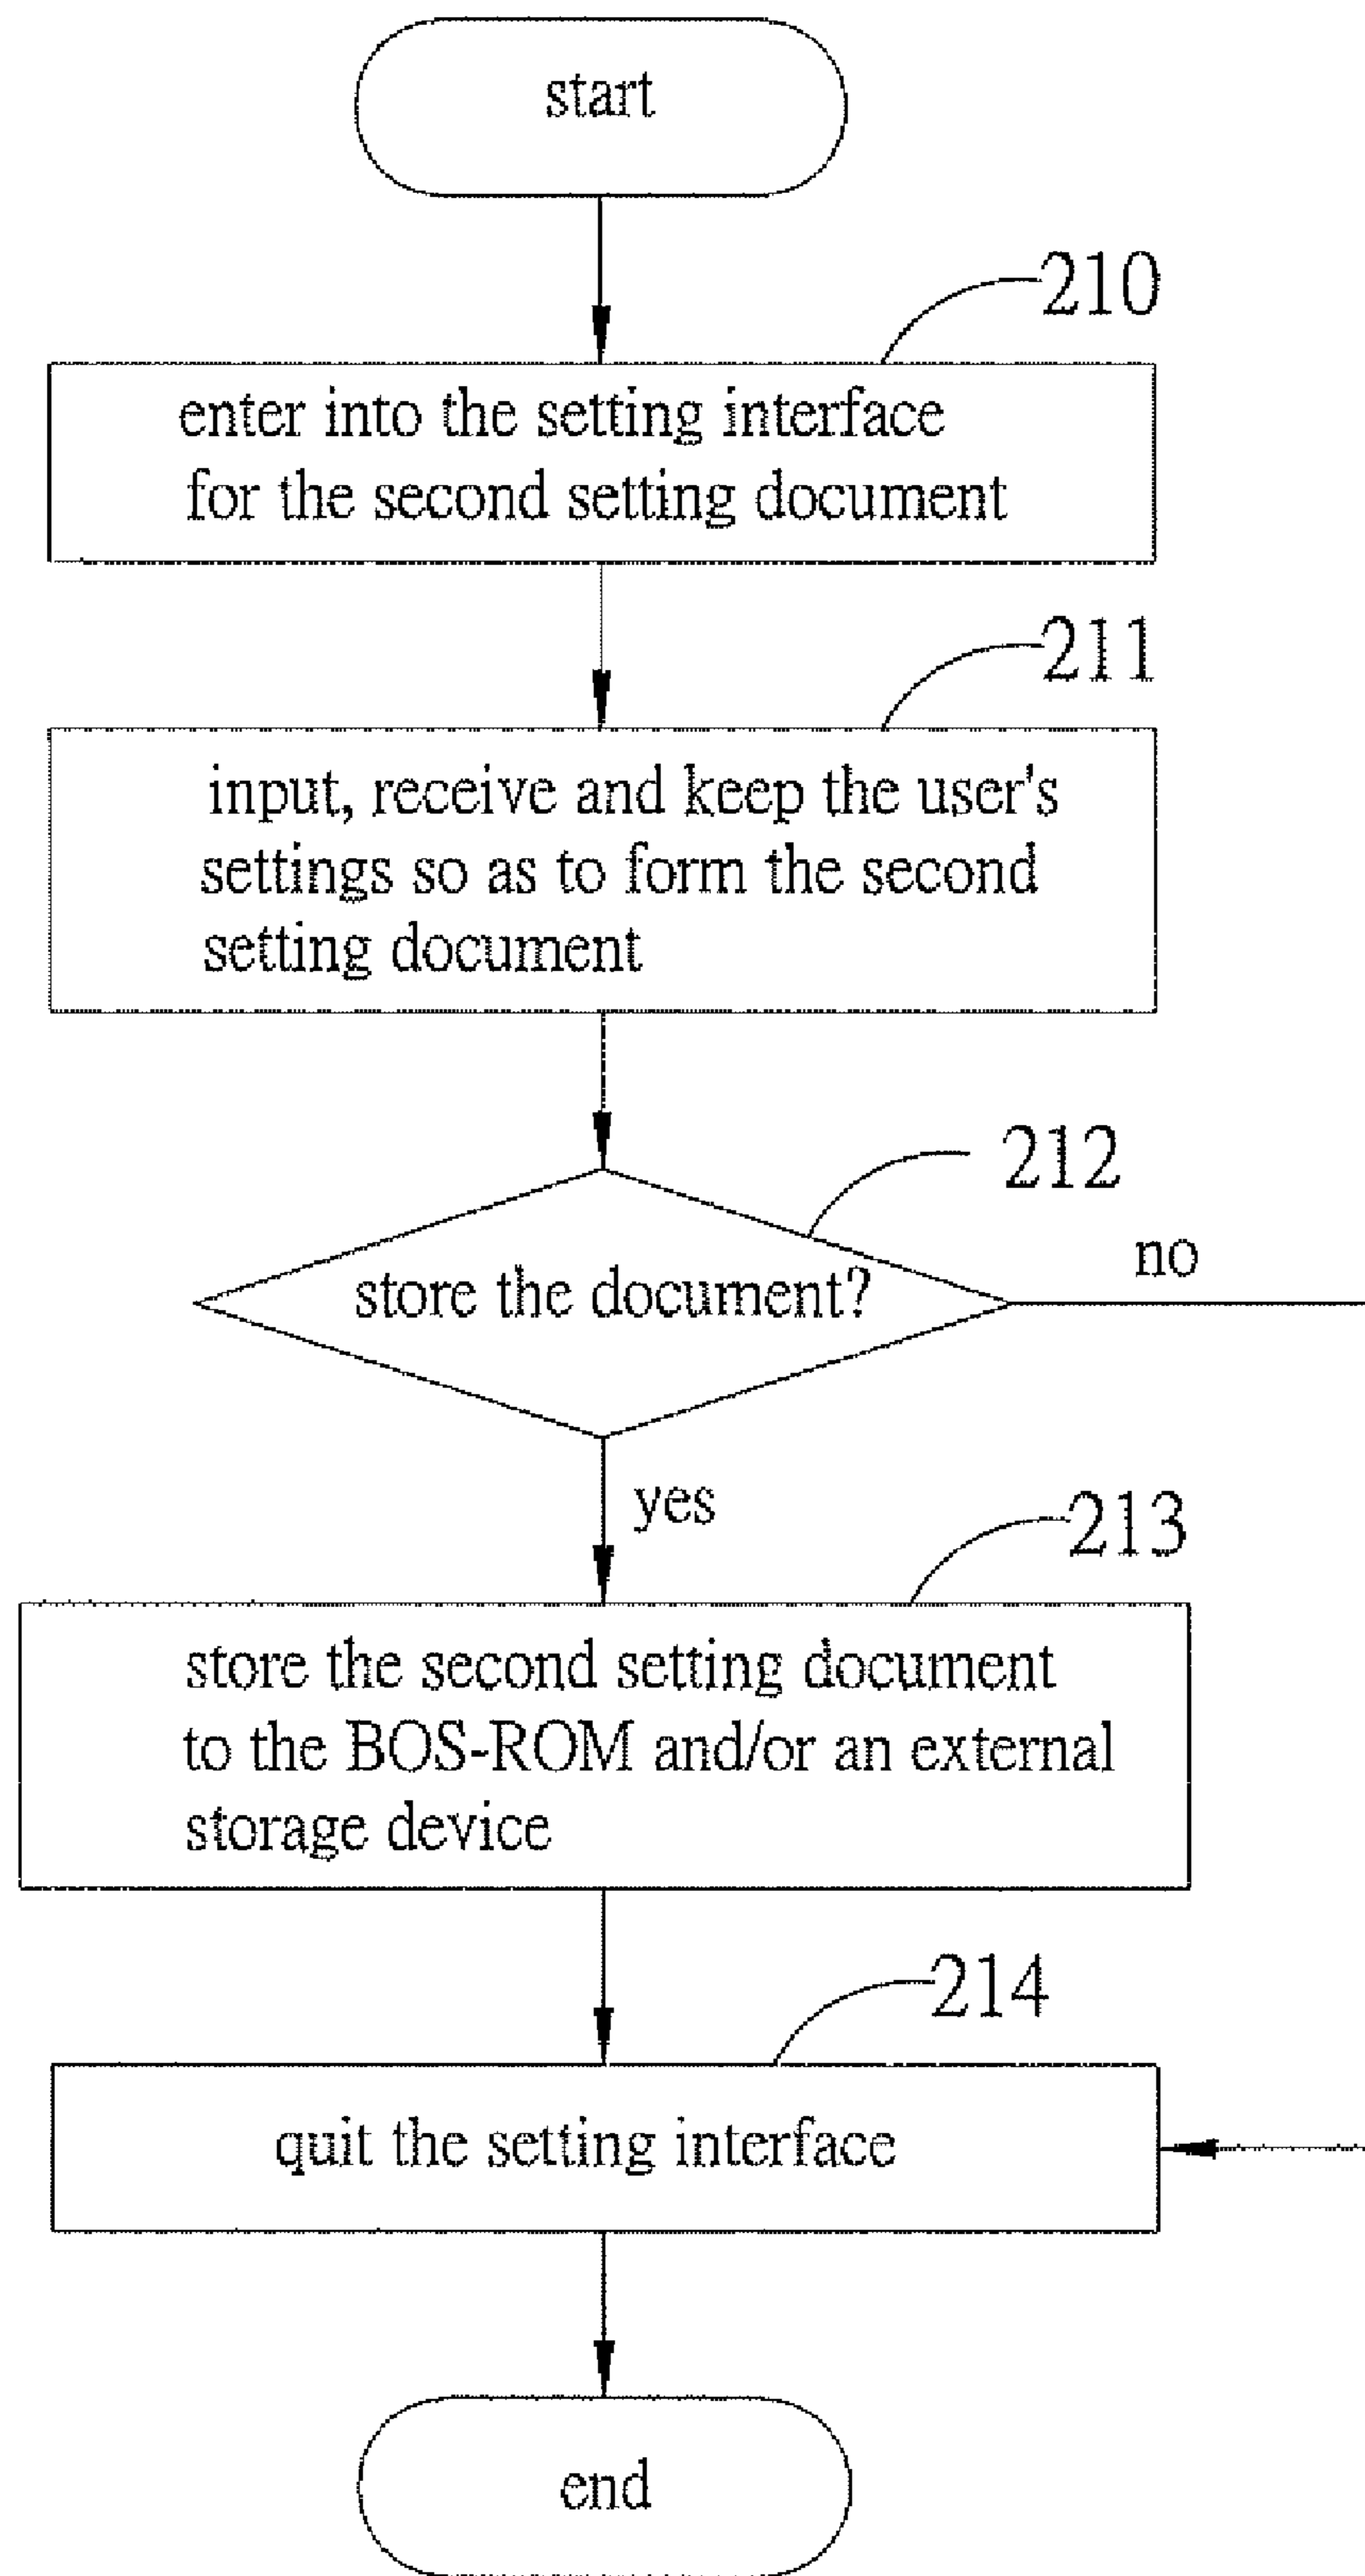 start
210
enter into the setting interface
for the second setting document
211
input, receive and keep the user's
settings so as to form the second
setting document
212
no
store the document?
yes
213
store the second setting document
to the BOS-ROM and/or an external
storage device
214
quit the setting interface
end